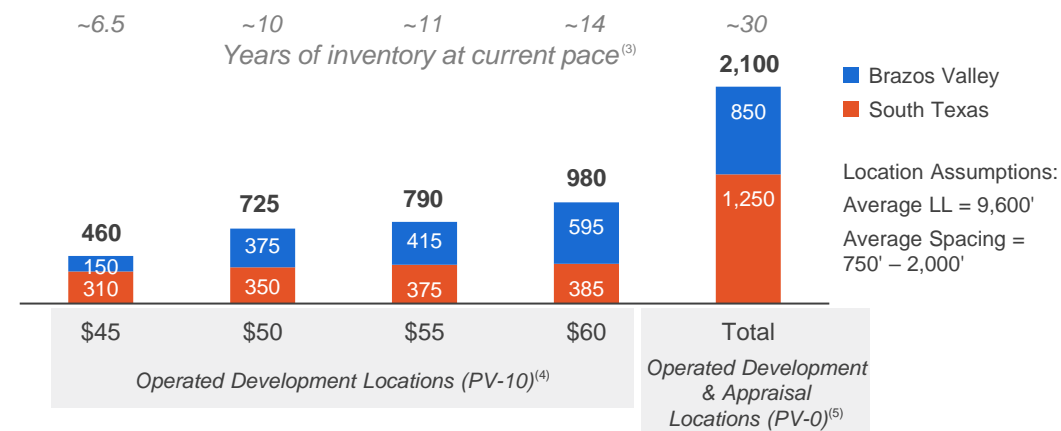 ~6.5 ~10 ~11 ~14 ~30
Years of inventory at current pace(3)
2,100
850
1,250
980
595
385
790
415
375
725
375
350
460
150
310
Brazos Valley
South Texas
Location Assumptions:
Average LL = 9,600'
Average Spacing =
750' – 2,000'
$45 $50 $55 $60 Total
Operated Development Locations (PV-10)(4)
Operated Development
& Appraisal
Locations (PV-0)(5)